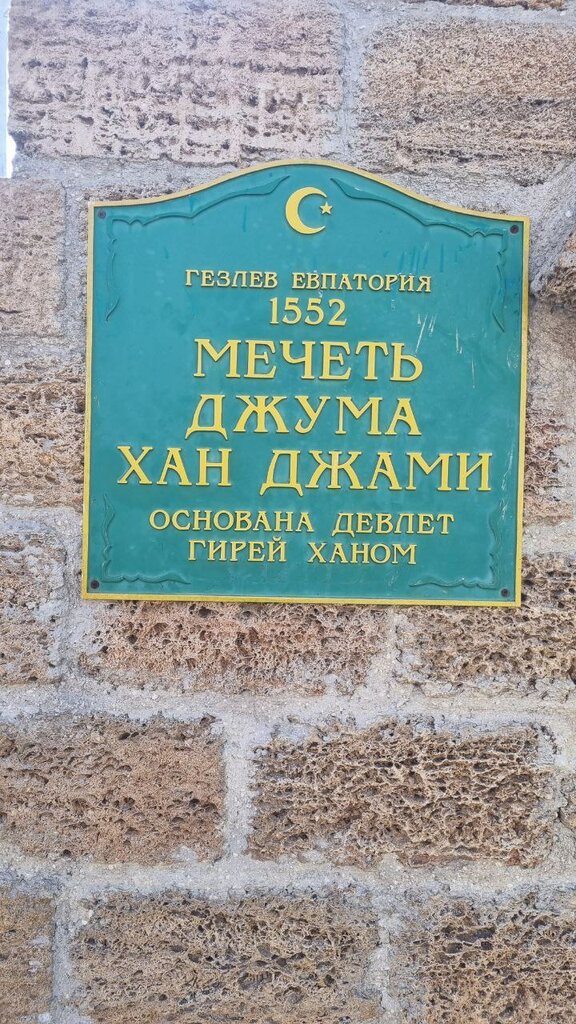 ГЕЗЛЕВ ЕВПАТОРИЯ
1552
МЕЧЕТЬ
ДЖУМА
ХАН ДЖАМИ
ОСНОВАНА ДЕВЛЕТ
ГИРЕЙ ХАНОМ